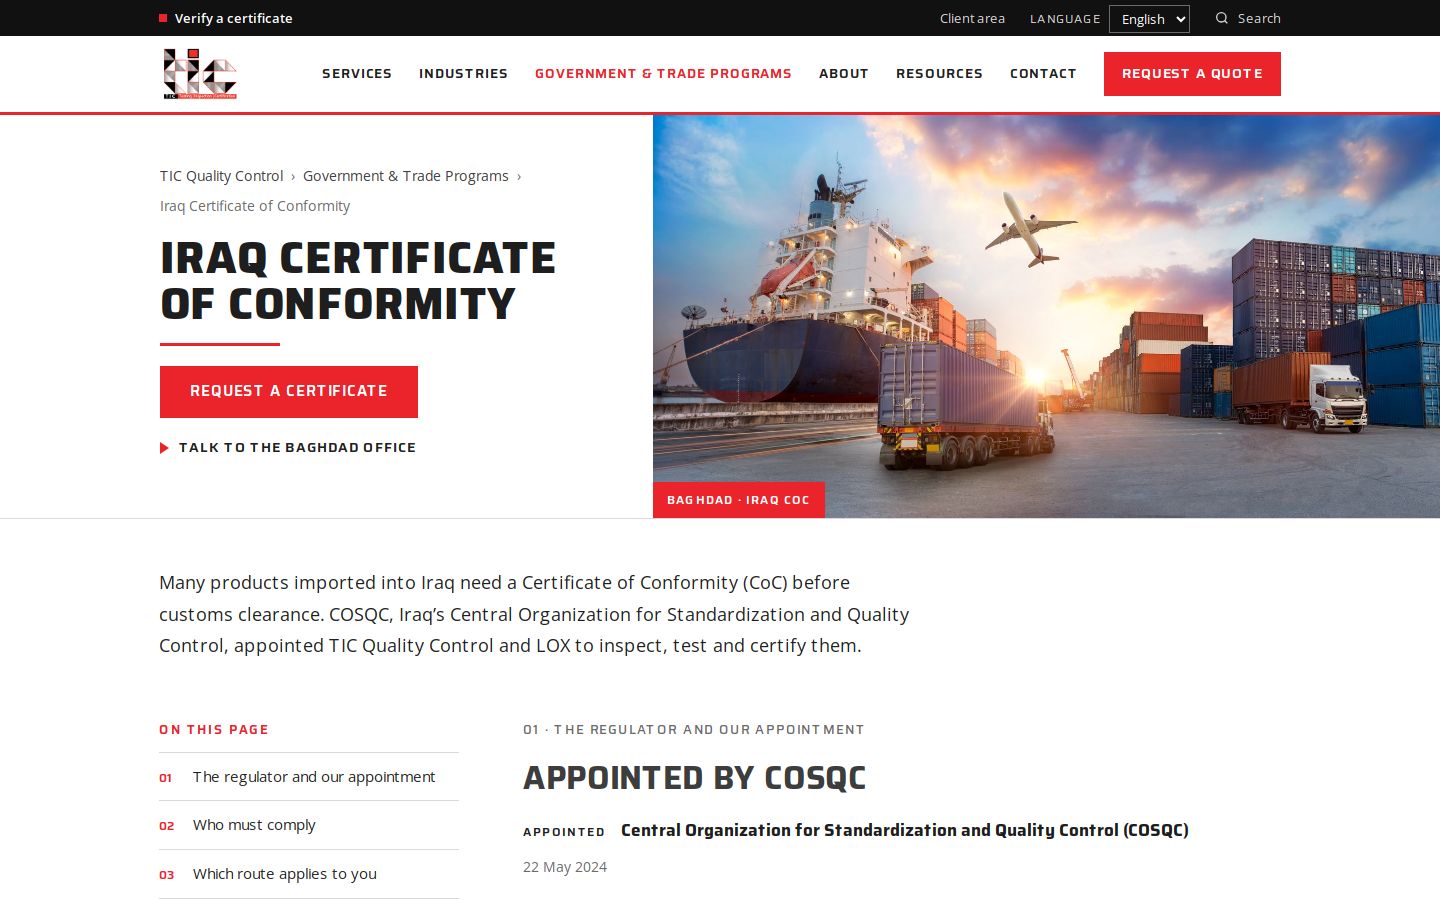 Verify a certificate
Client area
LANGUAGE
English
Search
tic
SERVICES
INDUSTRIES
GOVERNMENT & TRADE PROGRAMS
ABOUT
RESOURCES
CONTACT
REQUEST A QUOTE
TIC Quality Control › Government & Trade Programs ›
Iraq Certificate of Conformity
IRAQ CERTIFICATE
OF CONFORMITY
REQUEST A CERTIFICATE
TALK TO THE BAGHDAD OFFICE
BAGHDAD · IRAQ COC
Many products imported into Iraq need a Certificate of Conformity (CoC) before
customs clearance. COSQC, Iraq’s Central Organization for Standardization and Quality
Control, appointed TIC Quality Control and LOX to inspect, test and certify them.
ON THIS PAGE
01 The regulator and our appointment
02 Who must comply
03 Which route applies to you
01 · THE REGULATOR AND OUR APPOINTMENT
APPOINTED BY COSQC
APPOINTED Central Organization for Standardization and Quality Control (COSQC)
22 May 2024